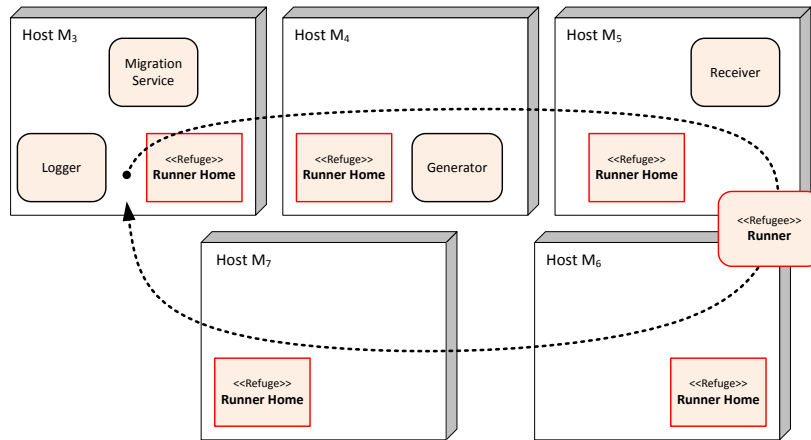 Host M₃
Migration
Service
Logger
<<Refuge>>
Runner Home
Host M₄
<<Refuge>>
Runner Home
Generator
Host M₅
Receiver
<<Refuge>>
Runner Home
<<Refugee>>
Runner
Host M₇
<<Refuge>>
Runner Home
Host M₆
<<Refuge>>
Runner Home